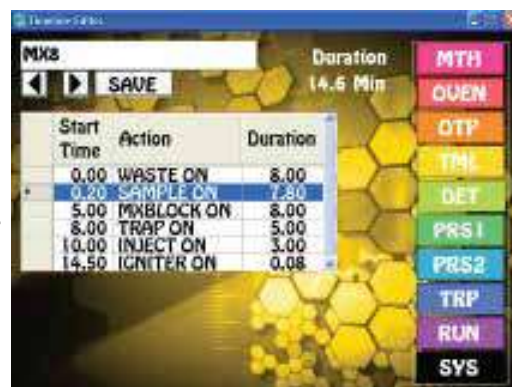 Timeline Editor
MX8
Duration
14.6 Min
SAVE
Start Time Action Duration
0.00 WASTE ON 8.00
0.20 SAMPLE ON 7.80
5.00 MXBLOCK ON 8.00
8.00 TRAP ON 5.00
10.00 INJECT ON 3.00
14.50 IGNITER ON 0.08
MTH
OVEN
OTP
TML
DET
PRS1
PRS2
TRP
RUN
SYS